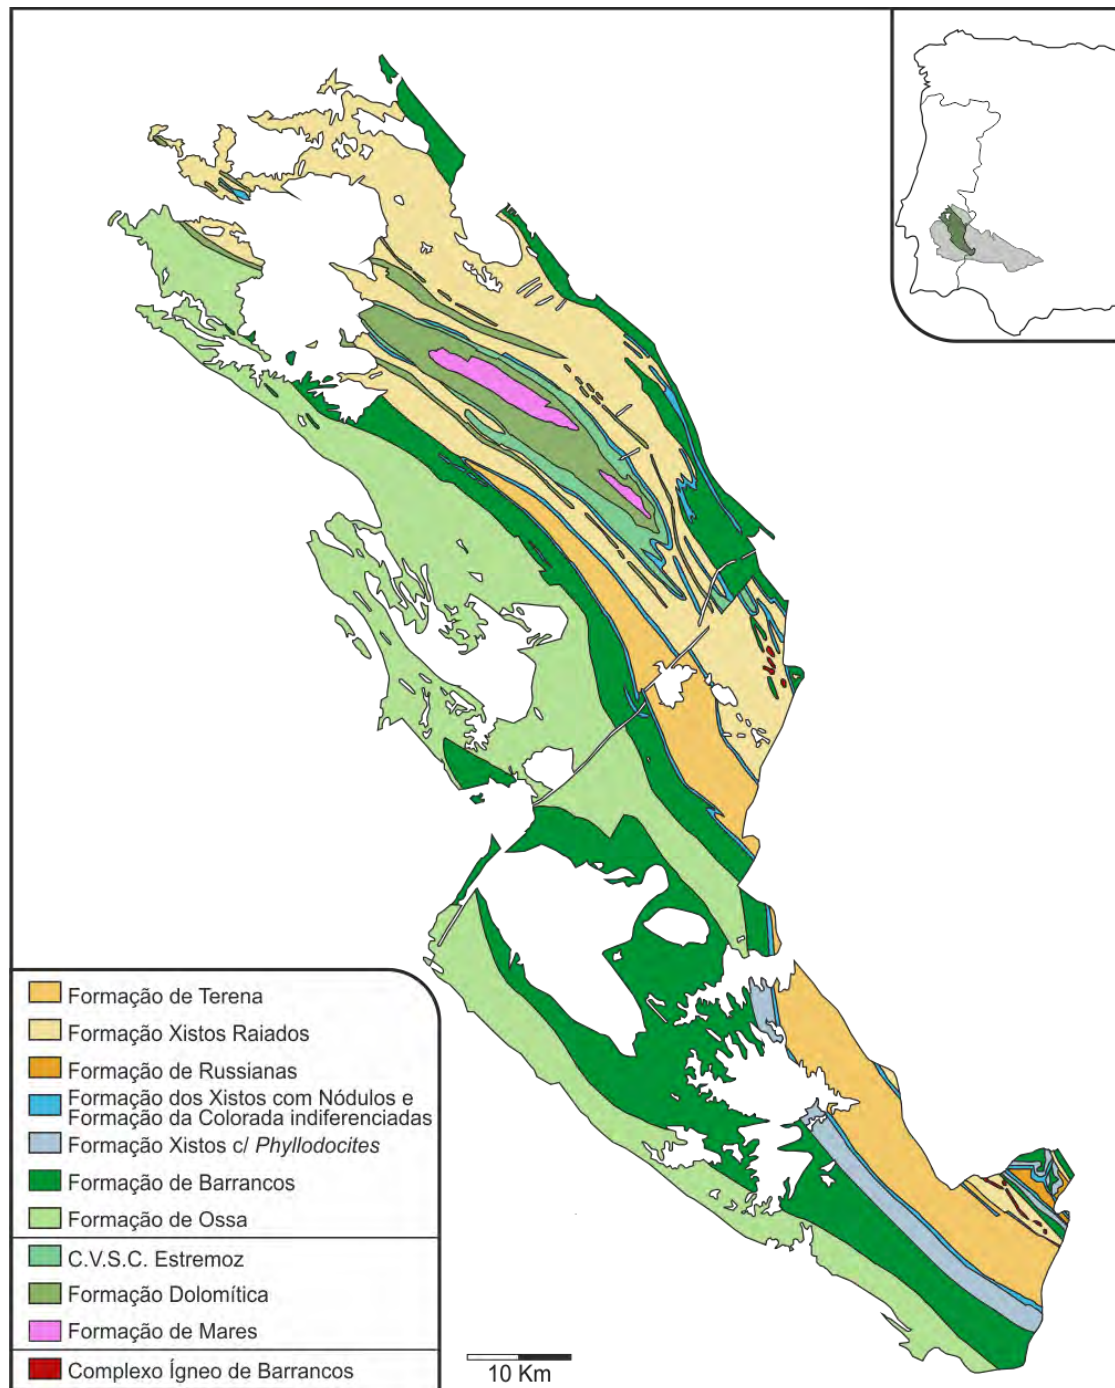 Formação de Terena
Formação Xistos Raiados
Formação de Russianas
Formação dos Xistos com Nódulos e
Formação da Colorada indiferenciadas
Formação Xistos c/ Phyllodocites
Formação de Barrancos
Formação de Ossa
C.V.S.C. Estremoz
Formação Dolomítica
Formação de Mares
Complexo Ígneo de Barrancos
10 Km